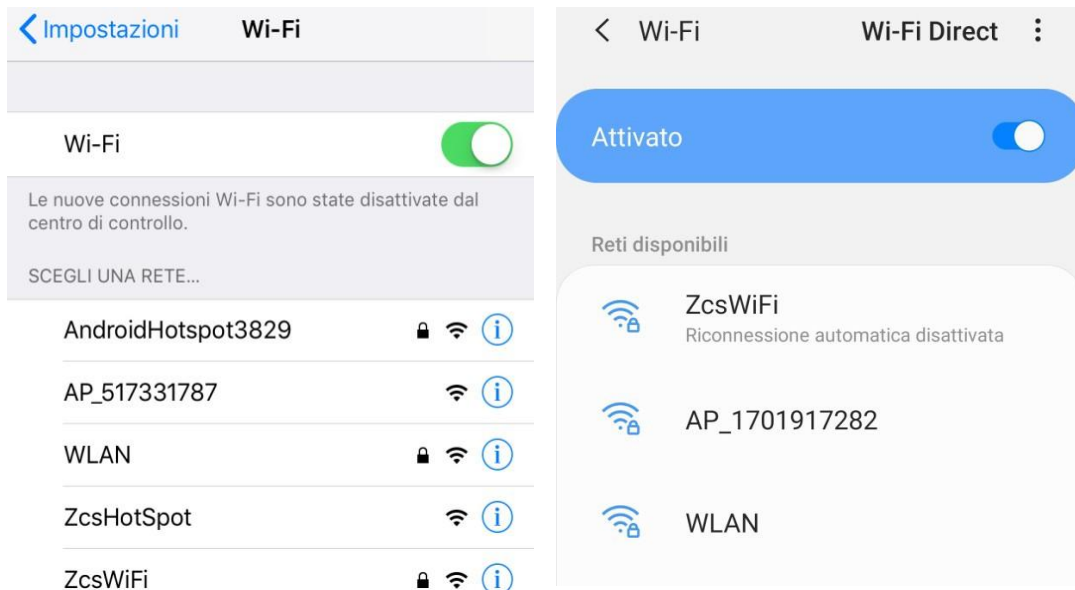 Impostazioni Wi-Fi
Wi-Fi
Le nuove connessioni Wi-Fi sono state disattivate dal
centro di controllo.
SCEGLI UNA RETE...
AndroidHotspot3829
AP_517331787
WLAN
ZcsHotSpot
ZcsWiFi
Wi-Fi Wi-Fi Direct
Attivato
Reti disponibili
ZcsWiFi
Riconnessione automatica disattivata
AP_1701917282
WLAN